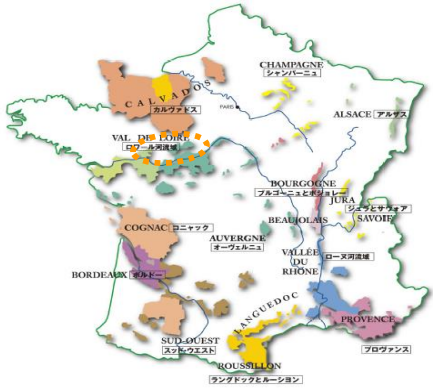 CHAMPAGNE
シャンパーニュ
CALVADOS
カルヴァドス
PARIS
ALSACE アルザス
VAL DE LOIRE
ロワール河流域
BOURGOGNE
ブルゴーニュとボジョレー
JURA
ジュラとサヴォア
SAVOIE
BEAUJOLAIS
COGNAC コニャック
AUVERGNE
オーヴェルニュ
VALLÉE
DU
RHÔNE
ローヌ河流域
BORDEAUX ボルドー
LANGUEDOC
PROVENCE
プロヴァンス
SUD-OUEST
スッド・ウエスト
ROUSSILLON
ラングドックとルーション